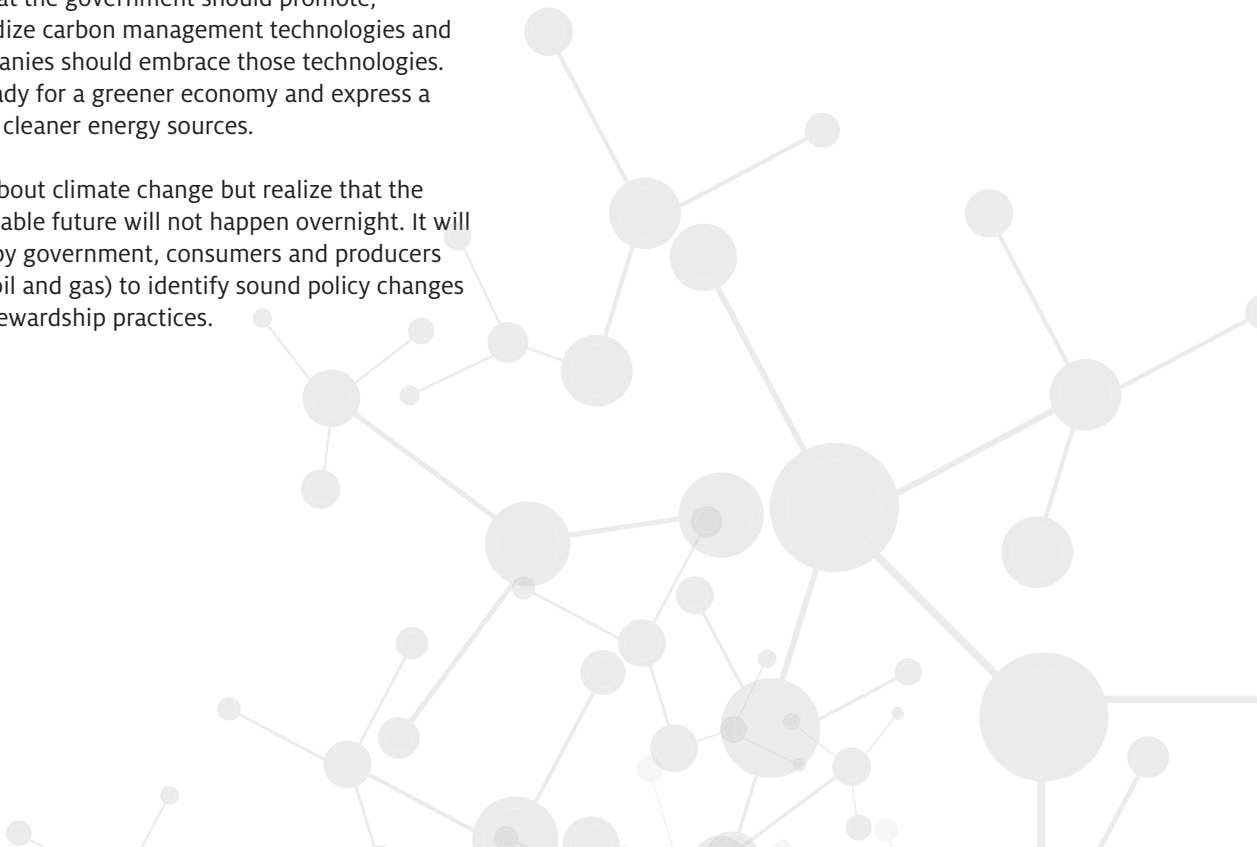 at the government should promote,
dize carbon management technologies and
anies should embrace those technologies.
ady for a greener economy and express a
cleaner energy sources.
bout climate change but realize that the
able future will not happen overnight. It will
by government, consumers and producers
oil and gas) to identify sound policy changes
ewardship practices.